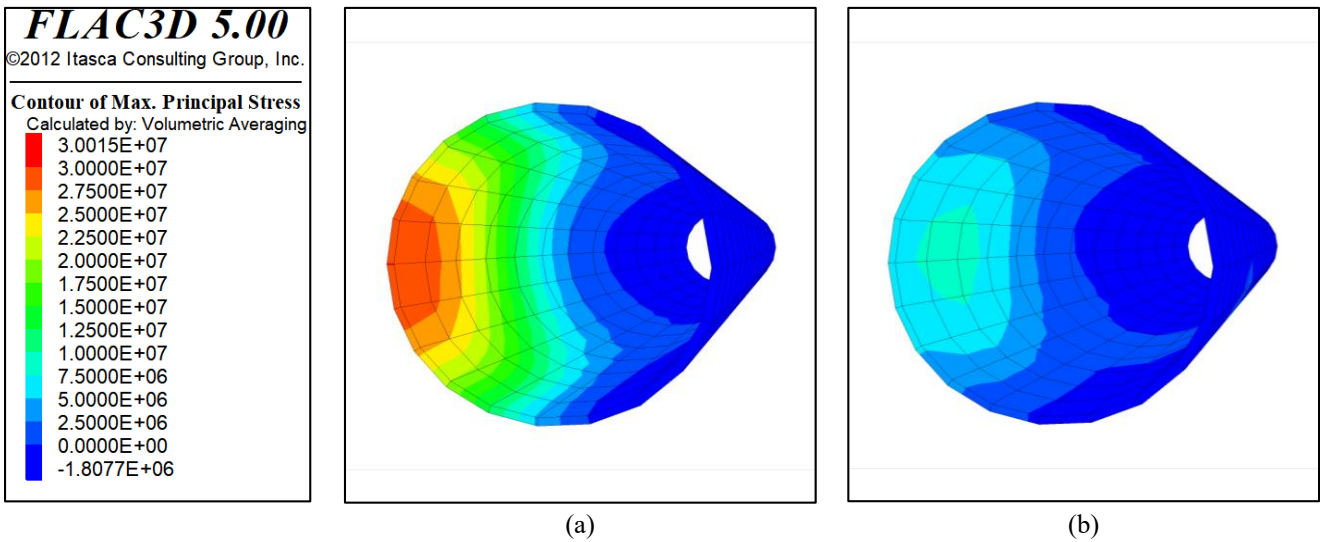 FLAC3D 5.00
©2012 Itasca Consulting Group, Inc.
Contour of Max. Principal Stress
Calculated by: Volumetric Averaging
3.0015E+07
3.0000E+07
2.7500E+07
2.5000E+07
2.2500E+07
2.0000E+07
1.7500E+07
1.5000E+07
1.2500E+07
1.0000E+07
7.5000E+06
5.0000E+06
2.5000E+06
0.0000E+00
-1.8077E+06
(a)
(b)